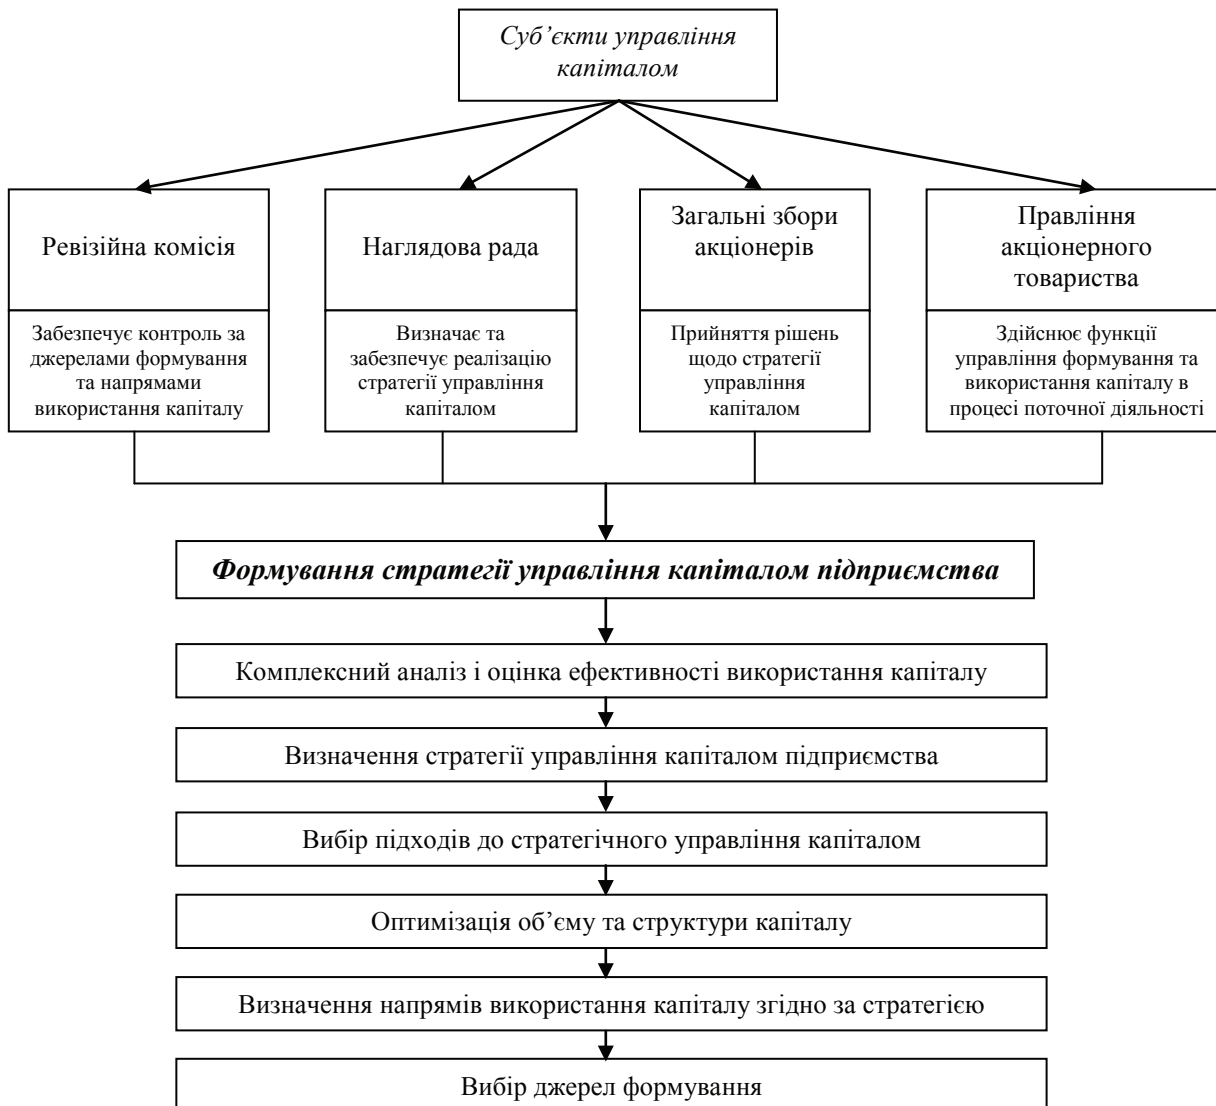 Суб’єкти управління
капіталом
Ревізійна комісія
Забезпечує контроль за
джерелами формування
та напрямами
використання капіталу
Наглядова рада
Визначає та
забезпечує реалізацію
стратегії управління
капіталом
Загальні збори
акціонерів
Прийняття рішень
щодо стратегії
управління
капіталом
Правління
акціонерного
товариства
Здійснює функції
управління формування та
використання капіталу в
процесі поточної діяльності
Формування стратегії управління капіталом підприємства
Комплексний аналіз і оцінка ефективності використання капіталу
Визначення стратегії управління капіталом підприємства
Вибір підходів до стратегічного управління капіталом
Оптимізація об’єму та структури капіталу
Визначення напрямів використання капіталу згідно за стратегією
Вибір джерел формування